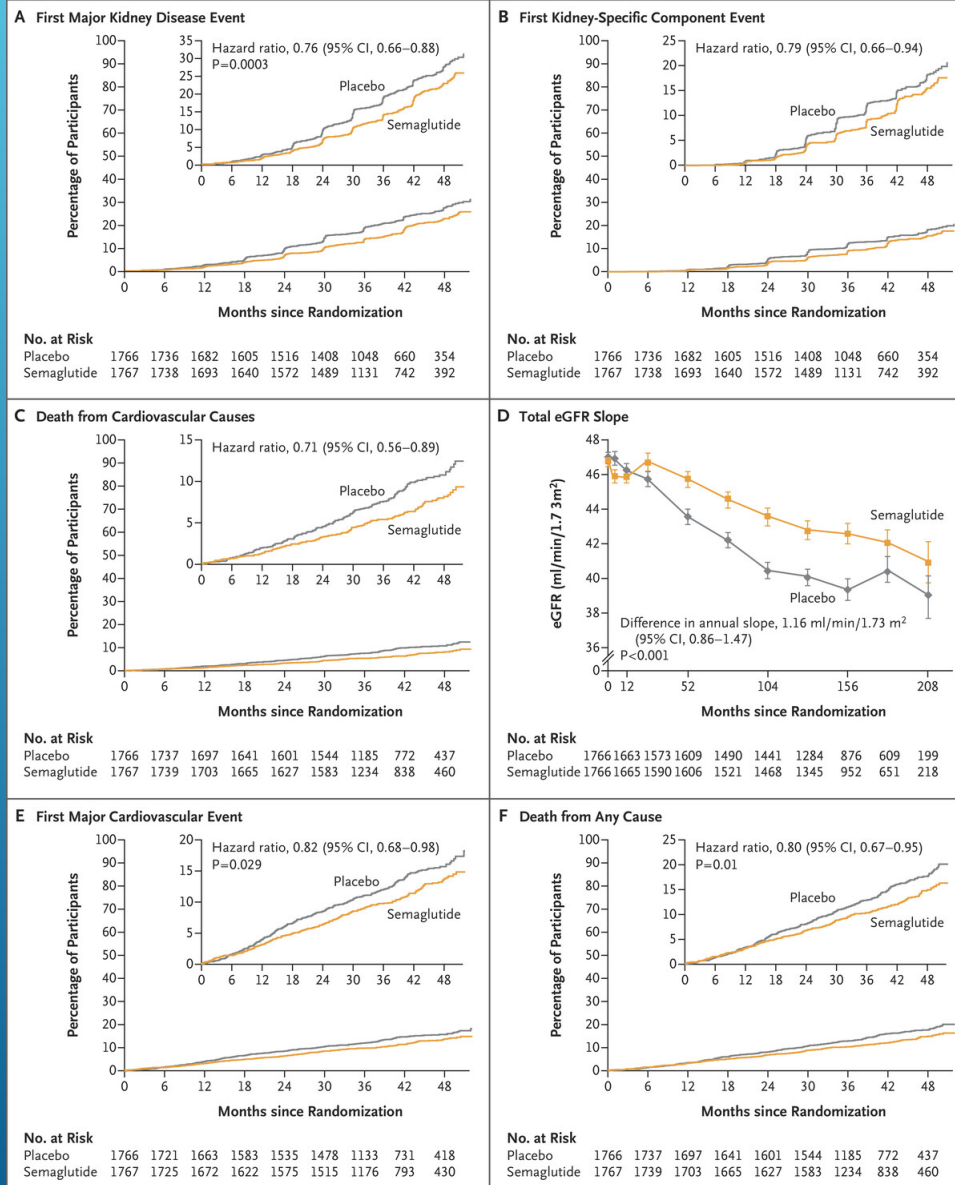 A First Major Kidney Disease Event
Percentage of Participants
100
90
80
70
60
50
40
30
20
10
0
35
30
25
20
15
10
5
0
Hazard ratio, 0.76 (95% CI, 0.66–0.88)
P=0.0003
Placebo
Semaglutide
0 6 12 18 24 30 36 42 48
0 6 12 18 24 30 36 42 48
Months since Randomization
No. at Risk
Placebo 1766 1736 1682 1605 1516 1408 1048 660 354
Semaglutide 1767 1738 1693 1640 1572 1489 1131 742 392
B First Kidney-Specific Component Event
Percentage of Participants
100
90
80
70
60
50
40
30
20
10
0
25
20
15
10
5
0
Hazard ratio, 0.79 (95% CI, 0.66–0.94)
Placebo
Semaglutide
0 6 12 18 24 30 36 42 48
0 6 12 18 24 30 36 42 48
Months since Randomization
No. at Risk
Placebo 1766 1736 1682 1605 1516 1408 1048 660 354
Semaglutide 1767 1738 1693 1640 1572 1489 1131 742 392
C Death from Cardiovascular Causes
Percentage of Participants
100
90
80
70
60
50
40
30
20
10
0
15
10
5
0
Hazard ratio, 0.71 (95% CI, 0.56–0.89)
Placebo
Semaglutide
0 6 12 18 24 30 36 42 48
0 6 12 18 24 30 36 42 48
Months since Randomization
No. at Risk
Placebo 1766 1737 1697 1641 1601 1544 1185 772 437
Semaglutide 1767 1739 1703 1665 1627 1583 1234 838 460
D Total eGFR Slope
eGFR (ml/min/1.7 3m²)
48
46
44
42
40
38
36
0
Semaglutide
Placebo
Difference in annual slope, 1.16 ml/min/1.73 m²
(95% CI, 0.86–1.47)
P<0.001
0 12 52 104 156 208
Months since Randomization
No. at Risk
Placebo 1766 1663 1573 1609 1490 1441 1284 876 609 199
Semaglutide 1766 1665 1590 1606 1521 1468 1345 952 651 218
E First Major Cardiovascular Event
Percentage of Participants
100
90
80
70
60
50
40
30
20
10
0
20
15
10
5
0
Hazard ratio, 0.82 (95% CI, 0.68–0.98)
P=0.029
Placebo
Semaglutide
0 6 12 18 24 30 36 42 48
0 6 12 18 24 30 36 42 48
Months since Randomization
No. at Risk
Placebo 1766 1721 1663 1583 1535 1478 1133 731 418
Semaglutide 1767 1725 1672 1622 1575 1515 1176 793 430
F Death from Any Cause
Percentage of Participants
100
90
80
70
60
50
40
30
20
10
0
25
20
15
10
5
0
Hazard ratio, 0.80 (95% CI, 0.67–0.95)
P=0.01
Placebo
Semaglutide
0 6 12 18 24 30 36 42 48
0 6 12 18 24 30 36 42 48
Months since Randomization
No. at Risk
Placebo 1766 1737 1697 1641 1601 1544 1185 772 437
Semaglutide 1767 1739 1703 1665 1627 1583 1234 838 460